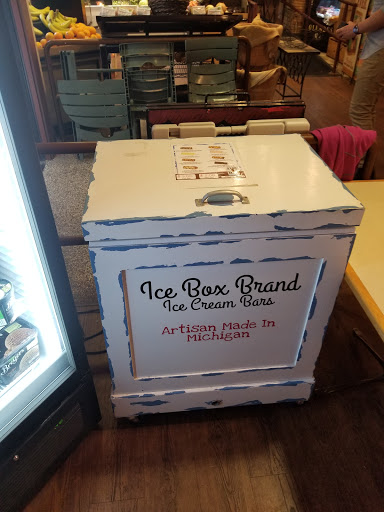 Ice Box Brand
Ice Cream Bars
Artisan Made In
Michigan